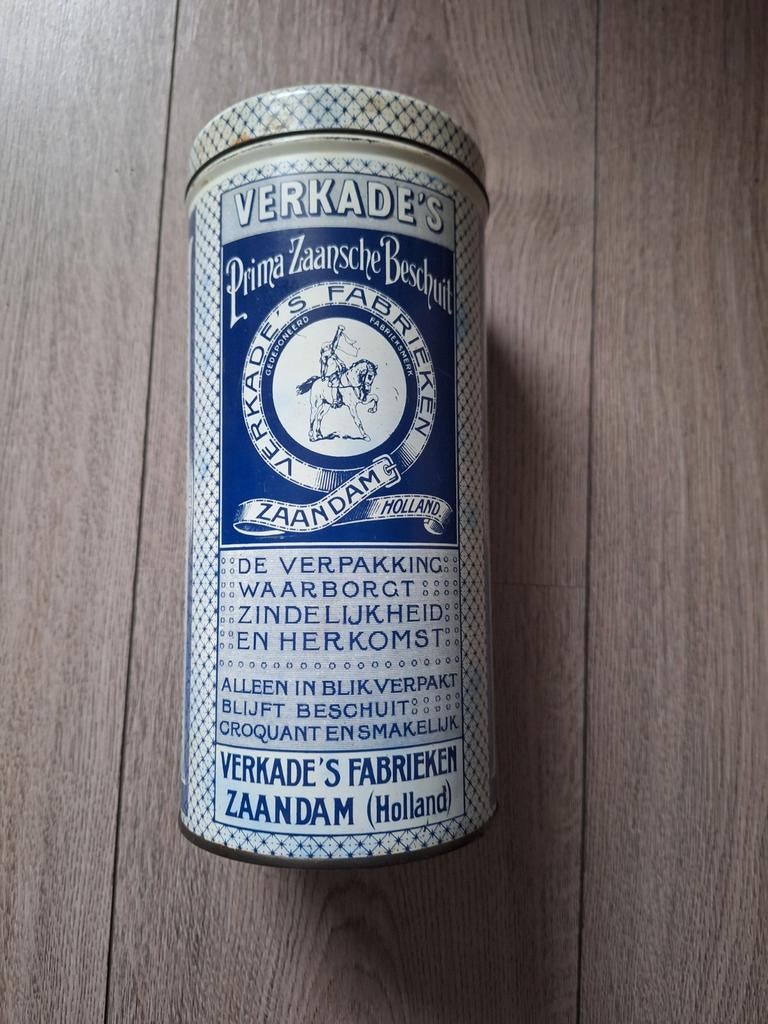 VERKADE'S
Prima Zaansche Beschuit
VERKADE'S FABRIEKEN
GEDEPONEERD FABRIEKSMERK
ZAANDAM HOLLAND
DE VERPAKKING
WAARBORGT
ZINDELIJKHEID
EN HERKOMST
ALLEEN IN BLIK VERPAKT
BLIJFT BESCHUIT
CROQUANT EN SMAKELIJK
VERKADE'S FABRIEKEN
ZAANDAM (Holland)